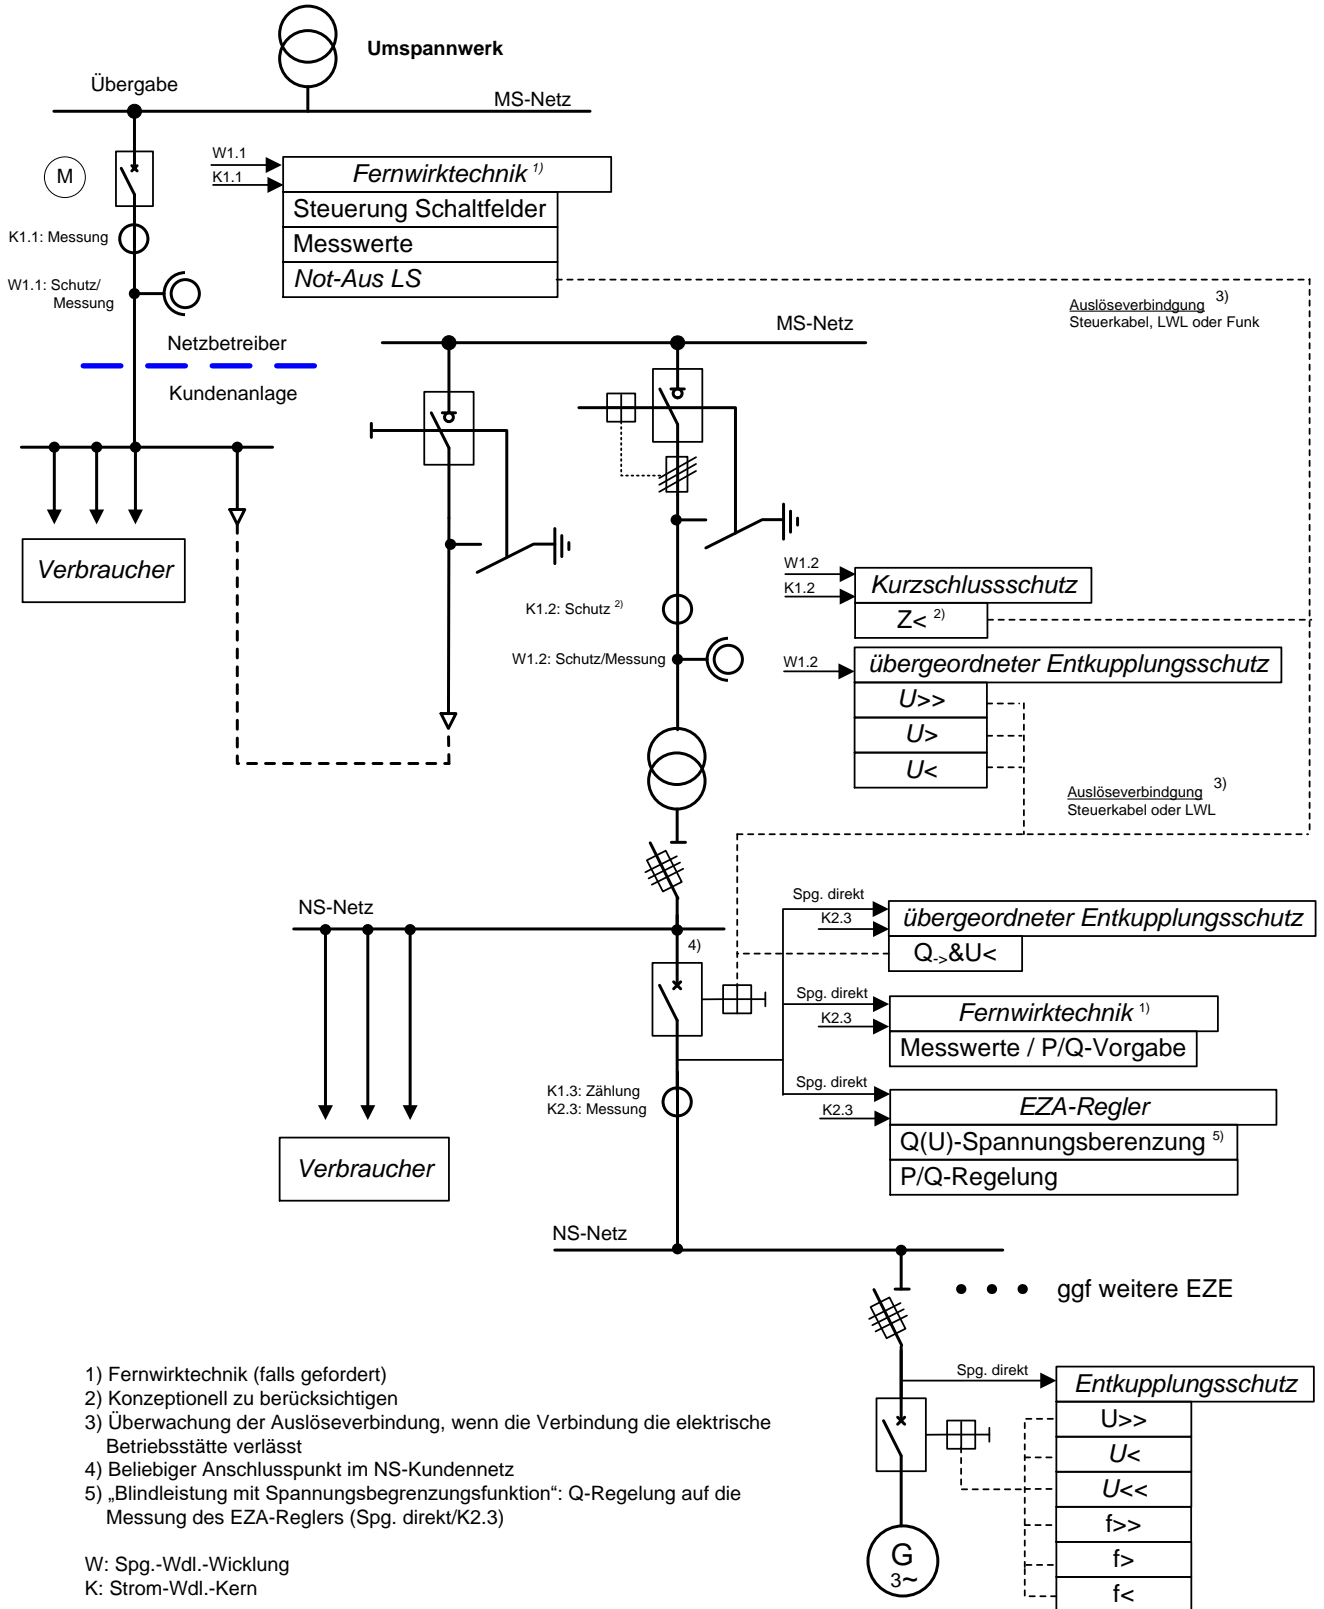 Umspannwerk
Übergabe
MS-Netz
M
W1.1
K1.1
Fernwirktechnik 1)
Steuerung Schaltfelder
Messwerte
Not-Aus LS
K1.1: Messung
W1.1: Schutz/
Messung
Netzbetreiber
Kundenanlage
Verbraucher
Auslöseverbindgung 3)
Steuerkabel, LWL oder Funk
MS-Netz
K1.2: Schutz 2)
W1.2: Schutz/Messung
W1.2
K1.2
Kurzschlussschutz
Z< 2)
W1.2
übergeordneter Entkupplungsschutz
U>>
U>
U<
Auslöseverbindgung 3)
Steuerkabel oder LWL
NS-Netz
4)
Verbraucher
Spg. direkt
K2.3
übergeordneter Entkupplungsschutz
Q->&U<
Spg. direkt
K2.3
Fernwirktechnik 1)
Messwerte / P/Q-Vorgabe
K1.3: Zählung
K2.3: Messung
Spg. direkt
K2.3
EZA-Regler
Q(U)-Spannungsberenzung 5)
P/Q-Regelung
NS-Netz
ggf weitere EZE
Spg. direkt
Entkupplungsschutz
U>>
U<
U<<
f>>
f>
f<
G
3~
1) Fernwirktechnik (falls gefordert)
2) Konzeptionell zu berücksichtigen
3) Überwachung der Auslöseverbindung, wenn die Verbindung die elektrische
Betriebsstätte verlässt
4) Beliebiger Anschlusspunkt im NS-Kundennetz
5) „Blindleistung mit Spannungsbegrenzungsfunktion“: Q-Regelung auf die
Messung des EZA-Reglers (Spg. direkt/K2.3)
W: Spg.-Wdl.-Wicklung
K: Strom-Wdl.-Kern